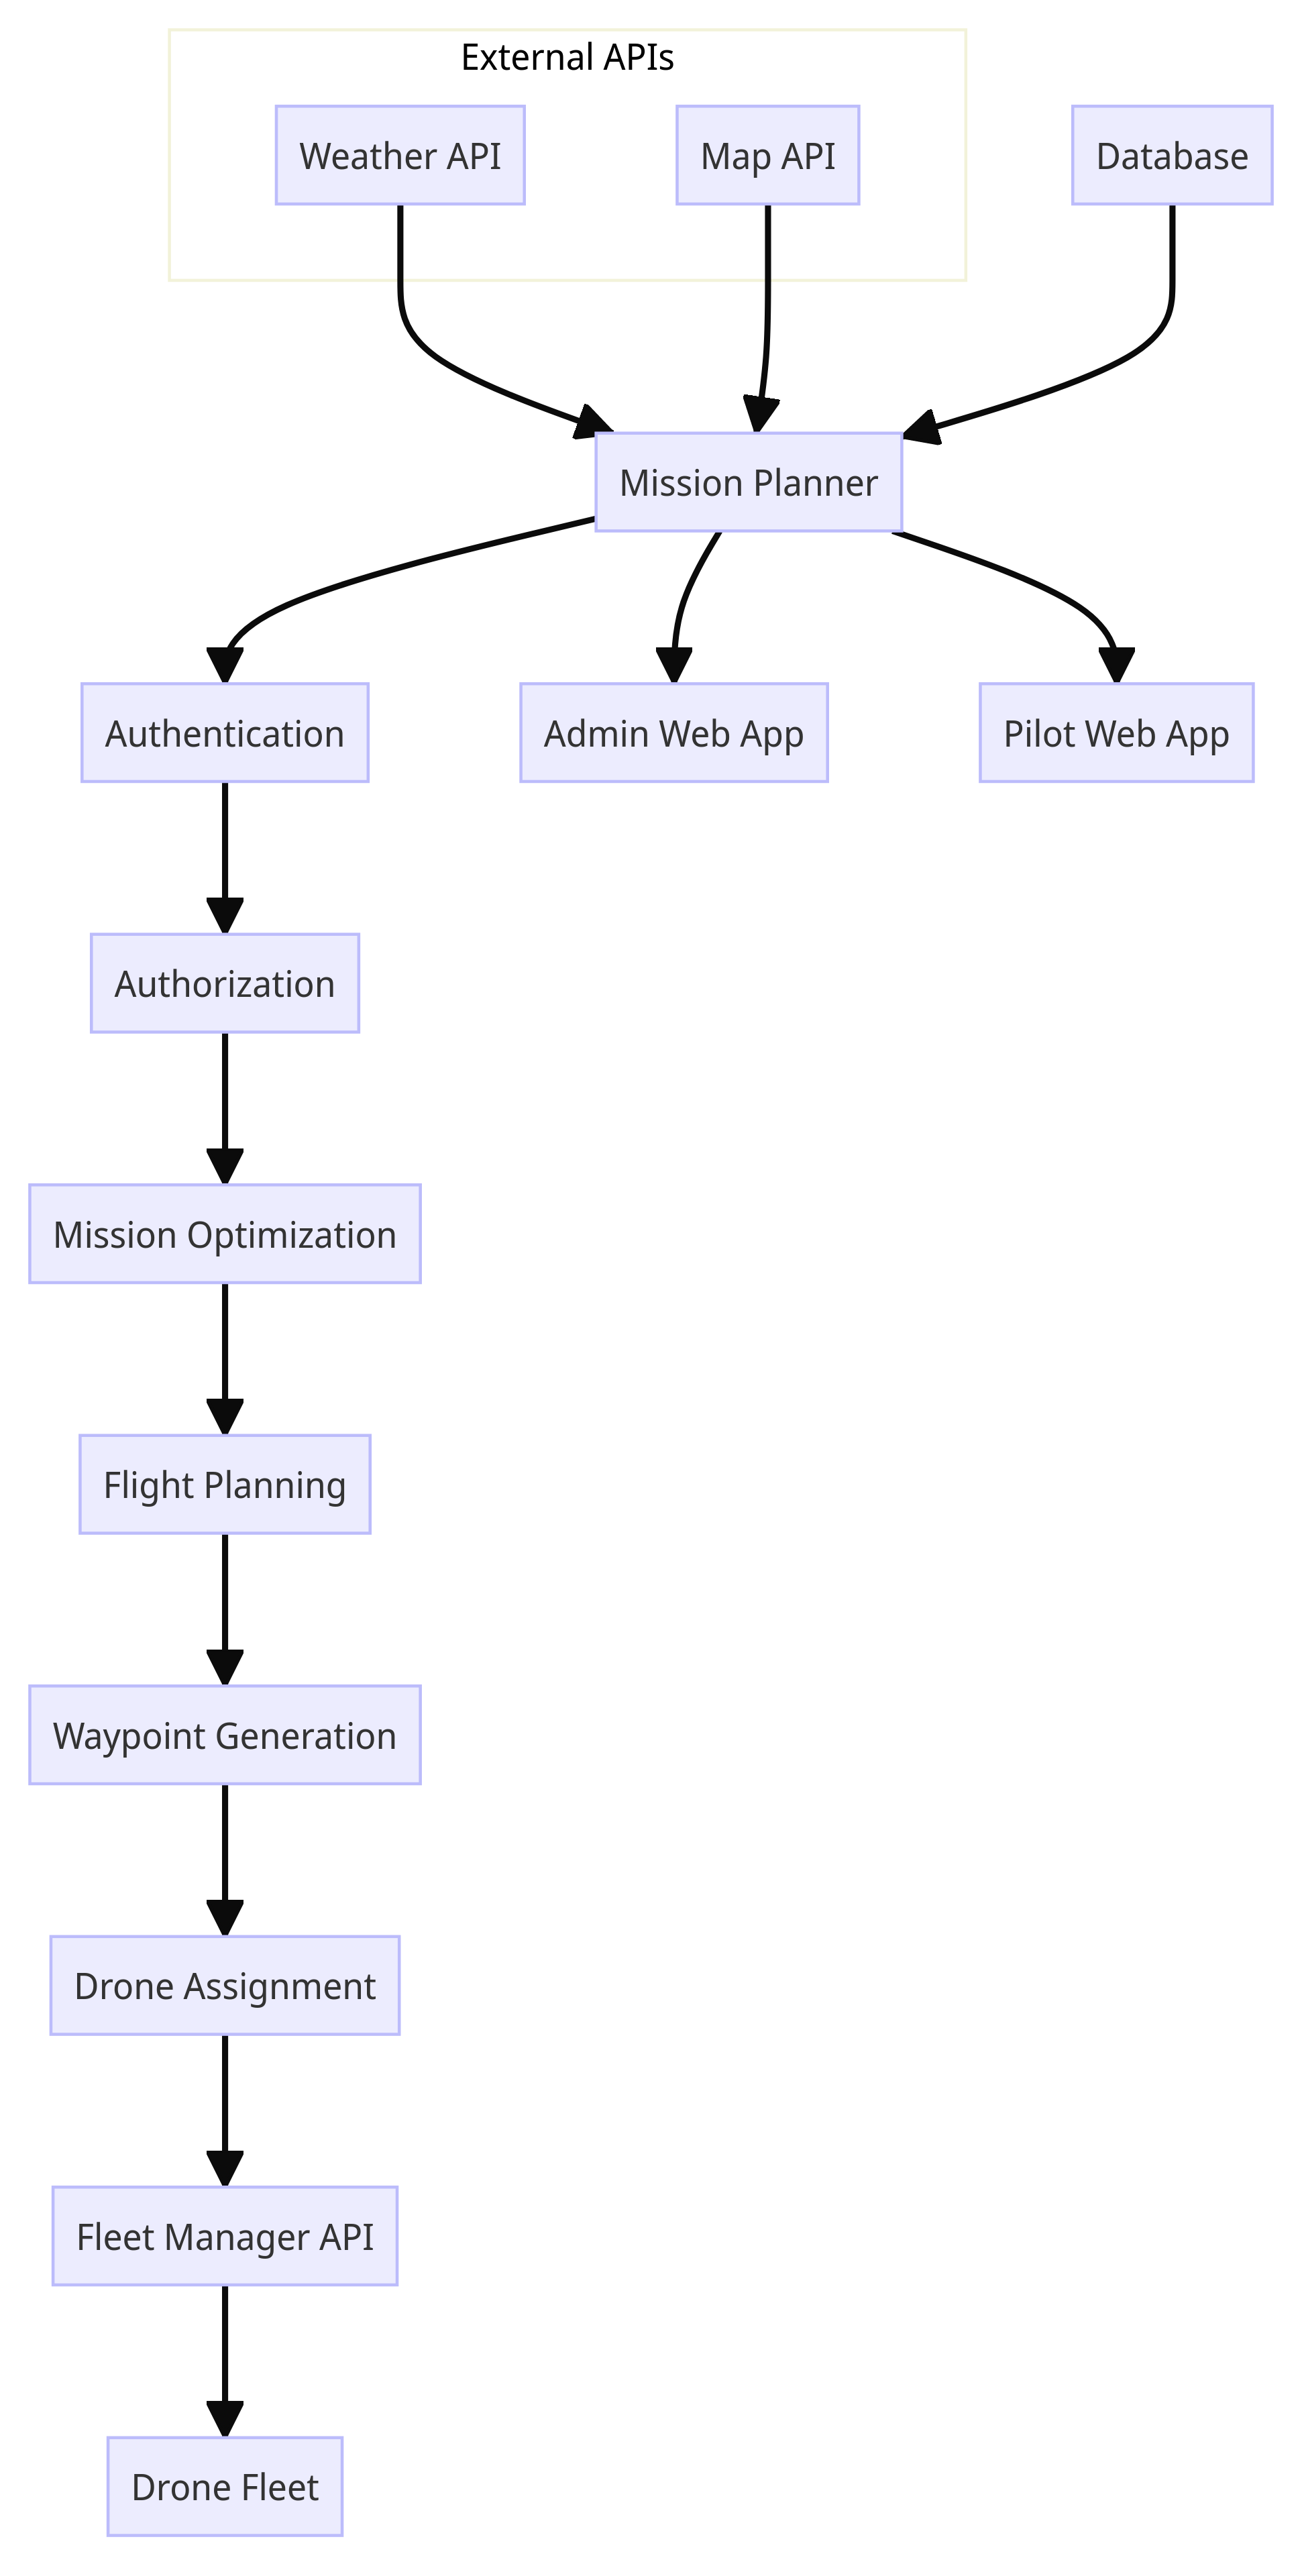 External APIs
Weather API
Map API
Database
Mission Planner
Authentication
Admin Web App
Pilot Web App
Authorization
Mission Optimization
Flight Planning
Waypoint Generation
Drone Assignment
Fleet Manager API
Drone Fleet